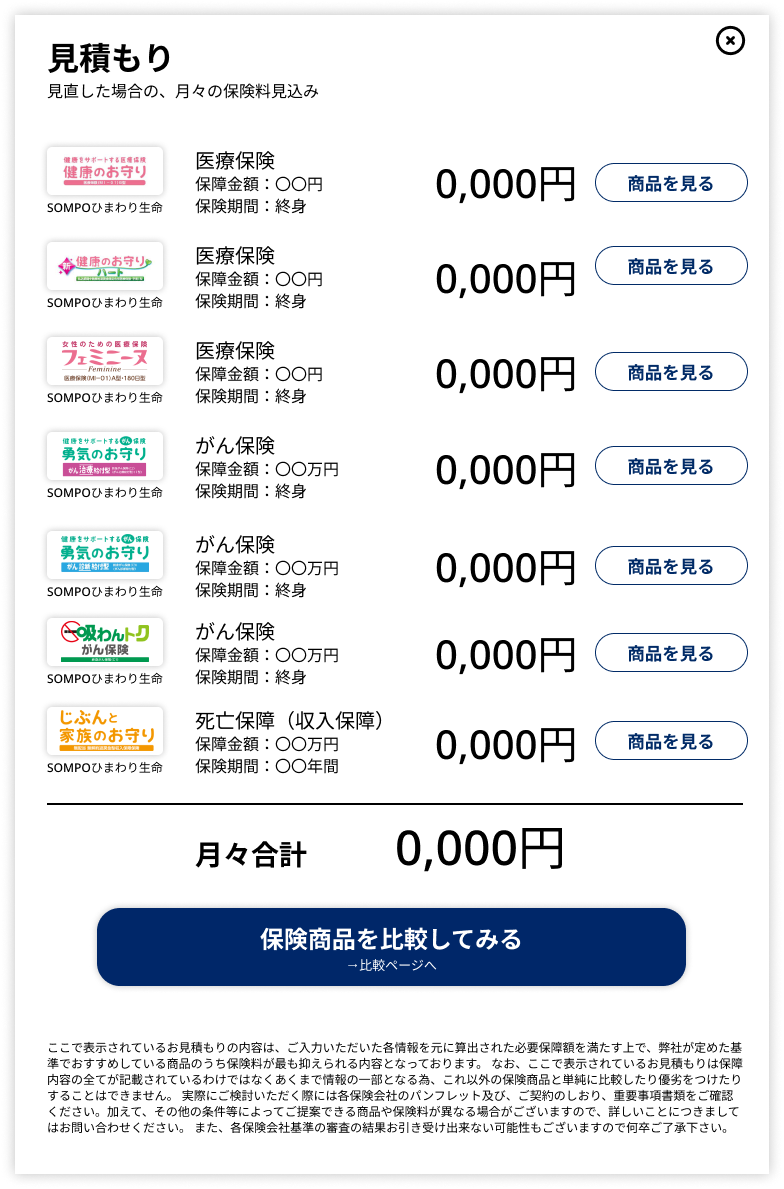 見積もり
見直した場合の、月々の保険料見込み
健康をサポートする医療保険
健康のお守り
SOMPOひまわり生命
医療保険
保障金額：〇〇円
保険期間：終身
0,000円
商品を見る
新 健康のお守り
ハート
SOMPOひまわり生命
医療保険
保障金額：〇〇円
保険期間：終身
0,000円
商品を見る
女性のための医療保険
フェミニーヌ
Feminine
医療保険(MI-01)A型・180日型
SOMPOひまわり生命
医療保険
保障金額：〇〇円
保険期間：終身
0,000円
商品を見る
健康をサポートするがん保険
勇気のお守り
がん治療給付型
SOMPOひまわり生命
がん保険
保障金額：〇〇万円
保険期間：終身
0,000円
商品を見る
健康をサポートするがん保険
勇気のお守り
がん診断給付型
SOMPOひまわり生命
がん保険
保障金額：〇〇万円
保険期間：終身
0,000円
商品を見る
吸わんトク
がん保険
SOMPOひまわり生命
がん保険
保障金額：〇〇万円
保険期間：終身
0,000円
商品を見る
じぶんと
家族のお守り
SOMPOひまわり生命
死亡保障（収入保障）
保障金額：〇〇万円
保険期間：〇〇年間
0,000円
商品を見る
月々合計
0,000円
保険商品を比較してみる
→比較ページへ
ここで表示されているお見積もりの内容は、ご入力いただいた各情報を元に算出された必要保障額を満たす上で、弊社が定めた基
準でおすすめしている商品のうち保険料が最も抑えられる内容となっております。 なお、ここで表示されているお見積もりは保障
内容の全てが記載されているわけではなくあくまで情報の一部となる為、これ以外の保険商品と単純に比較したり優劣をつけたり
することはできません。 実際にご検討いただく際には各保険会社のパンフレット及び、ご契約のしおり、重要事項書類をご確認
ください。加えて、その他の条件等によってご提案できる商品や保険料が異なる場合がございますので、詳しいことにつきまして
はお問い合わせください。 また、各保険会社基準の審査の結果お引き受け出来ない可能性もございますので何卒ご了承下さい。